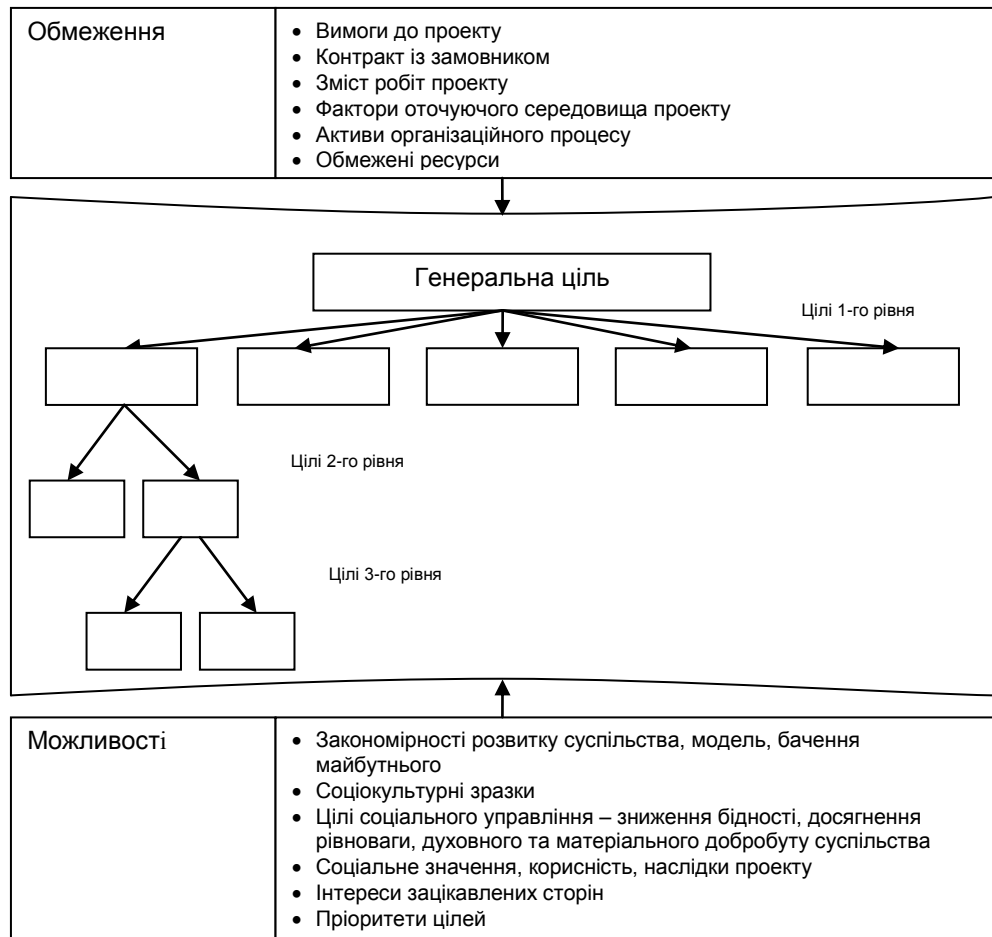 Обмеження
• Вимоги до проекту
• Контракт із замовником
• Зміст робіт проекту
• Фактори оточуючого середовища проекту
• Активи організаційного процесу
• Обмежені ресурси
Генеральна ціль
Цілі 1-го рівня
Цілі 2-го рівня
Цілі 3-го рівня
Можливості
• Закономірності розвитку суспільства, модель, бачення
майбутнього
• Соціокультурні зразки
• Цілі соціального управління – зниження бідності, досягнення
рівноваги, духовного та матеріального добробуту суспільства
• Соціальне значення, корисність, наслідки проекту
• Інтереси зацікавлених сторін
• Пріоритети цілей